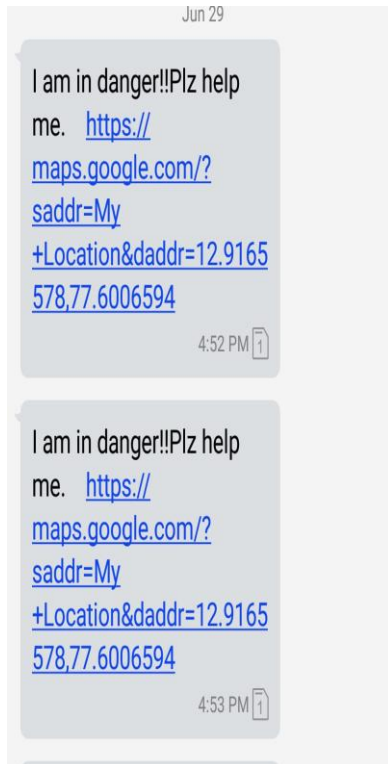 Jun 29
I am in danger!!Plz help
me. https://
maps.google.com/?
saddr=My
+Location&daddr=12.9165
578,77.6006594
4:52 PM 1
I am in danger!!Plz help
me. https://
maps.google.com/?
saddr=My
+Location&daddr=12.9165
578,77.6006594
4:53 PM 1